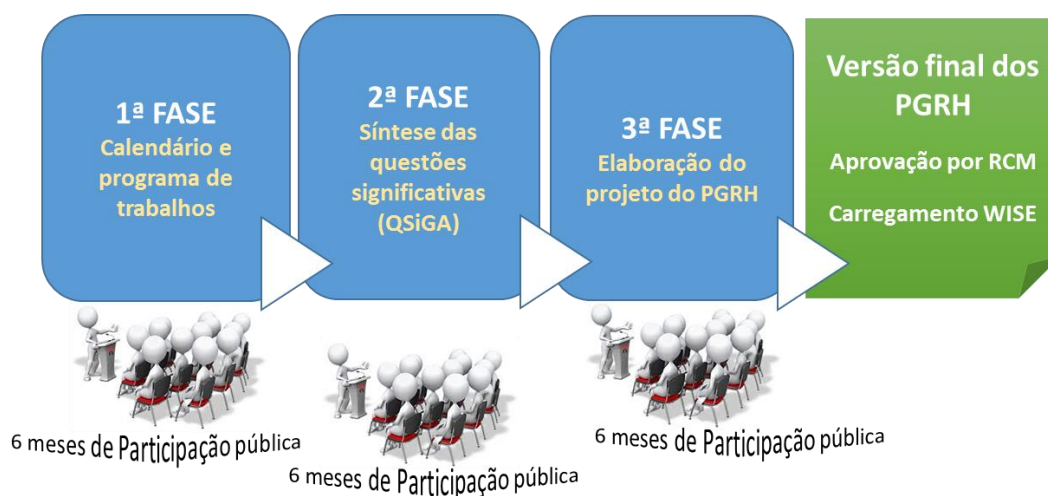 1ª FASE
Calendário e
programa de
trabalhos
6 meses de Participação pública
2ª FASE
Síntese das
questões
significativas
(QSiGA)
6 meses de Participação pública
3ª FASE
Elaboração do
projeto do PGRH
6 meses de Participação pública
Versão final dos
PGRH
Aprovação por RCM
Carregamento WISE